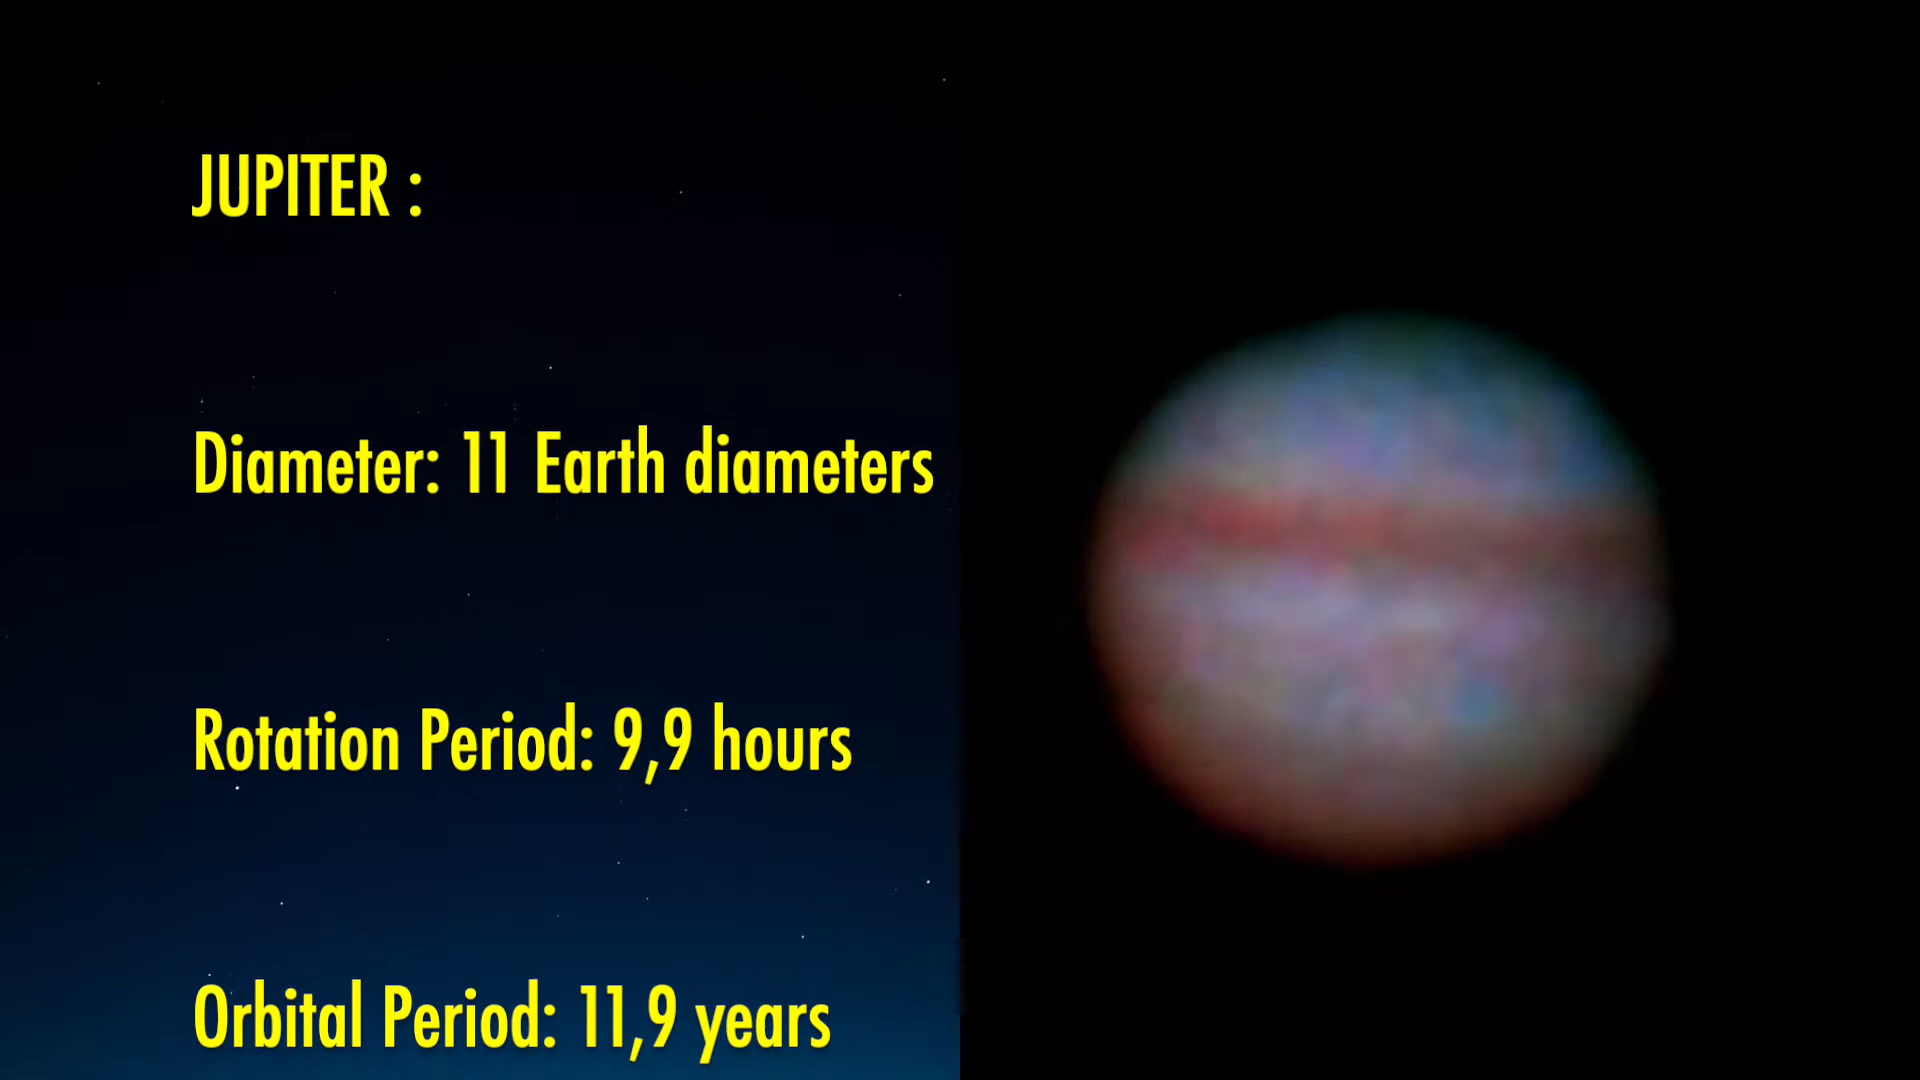 JUPITER :
Diameter: 11 Earth diameters
Rotation Period: 9,9 hours
Orbital Period: 11,9 years